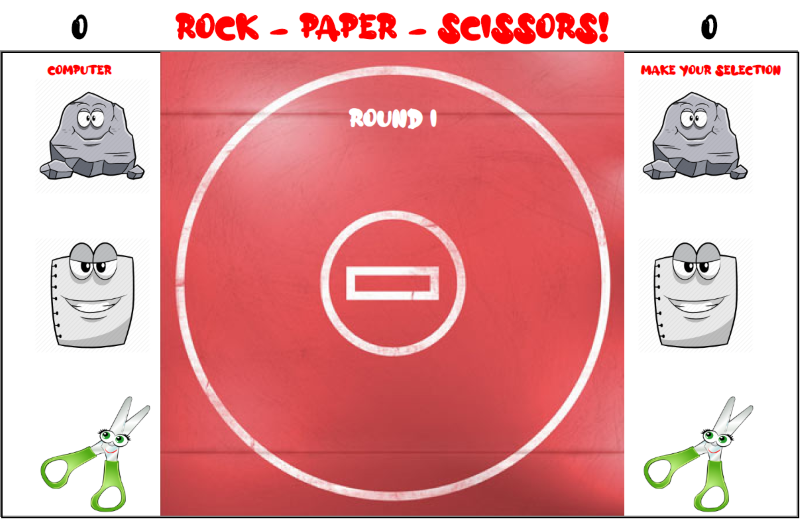 0
ROCK - PAPER - SCISSORS!
0
COMPUTER
MAKE YOUR SELECTION
ROUND 1